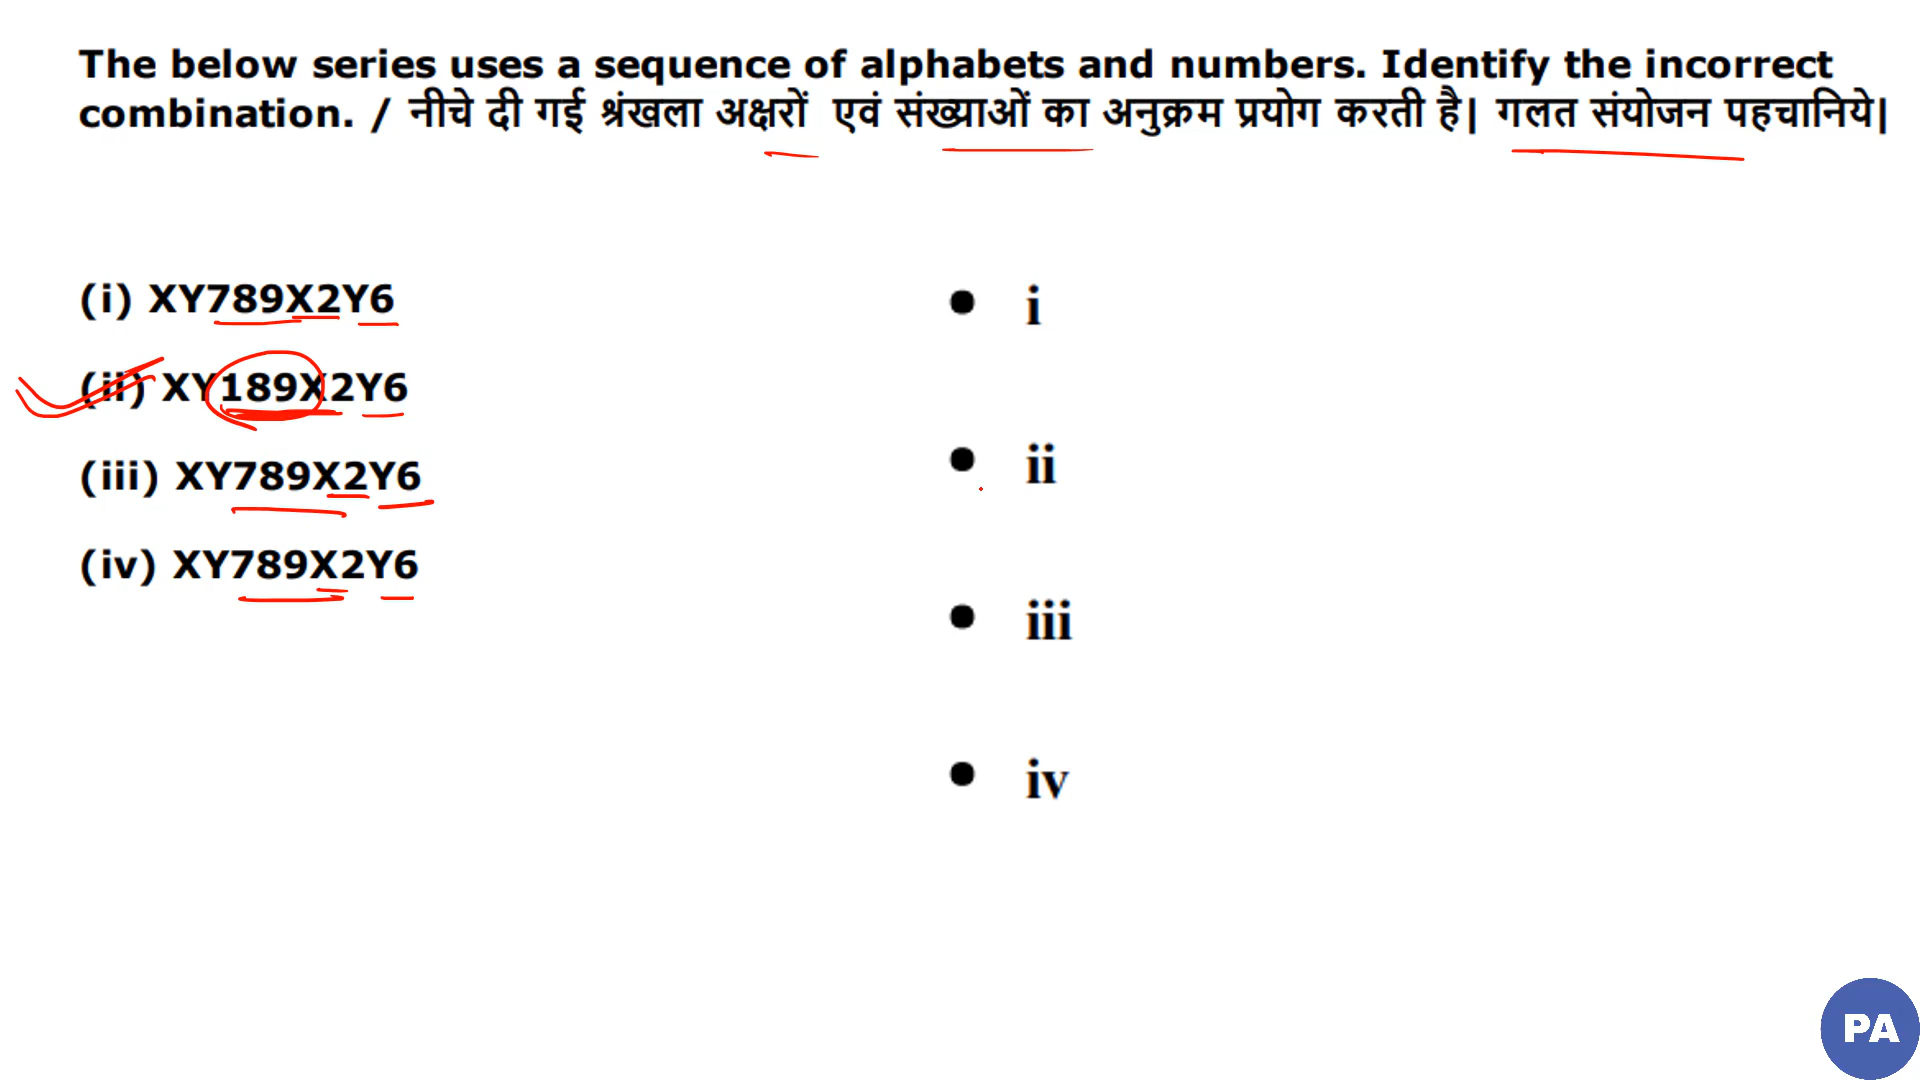 The below series uses a sequence of alphabets and numbers. Identify the incorrect
combination. / नीचे दी गई श्रंखला अक्षरों एवं संख्याओं का अनुक्रम प्रयोग करती है| गलत संयोजन पहचानिये|
(i) XY789X2Y6
(ii) XY189X2Y6
(iii) XY789X2Y6
(iv) XY789X2Y6
• i
• ii
• iii
• iv
PA